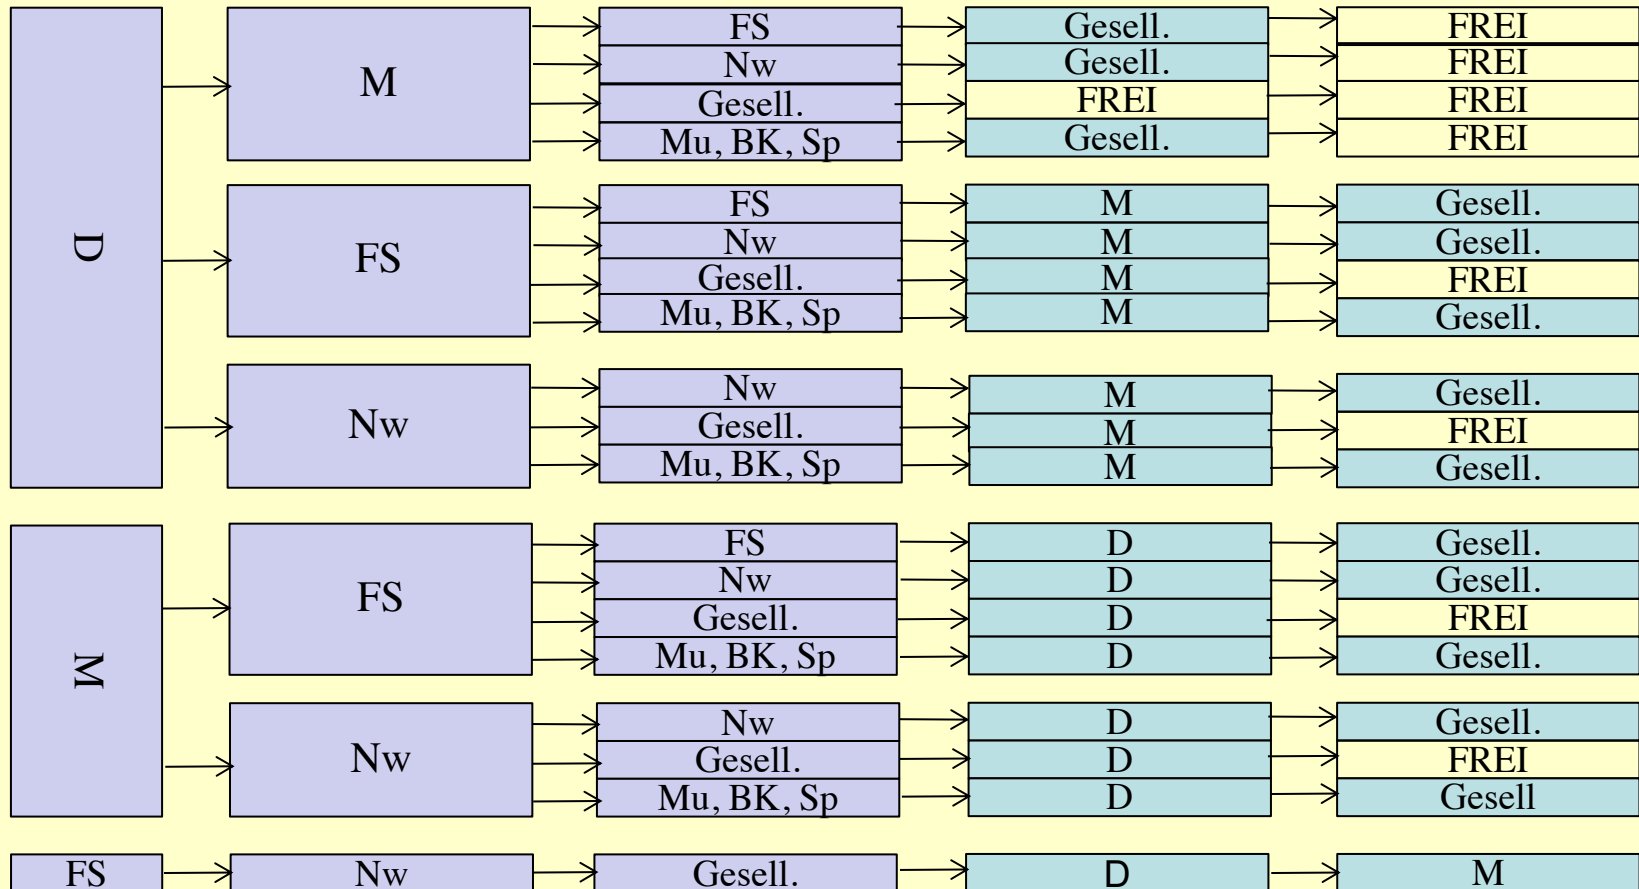 D
M
FS Gesell. FREI
Nw Gesell. FREI
Gesell. FREI FREI
Mu, BK, Sp Gesell. FREI
FS
FS M Gesell.
Nw M Gesell.
Gesell. M FREI
Mu, BK, Sp M Gesell.
Nw
Nw M Gesell.
Gesell. M FREI
Mu, BK, Sp M Gesell.
M
FS
FS D Gesell.
Nw D Gesell.
Gesell. D FREI
Mu, BK, Sp D Gesell.
Nw
Nw D Gesell.
Gesell. D FREI
Mu, BK, Sp D Gesell
FS Nw Gesell. D M